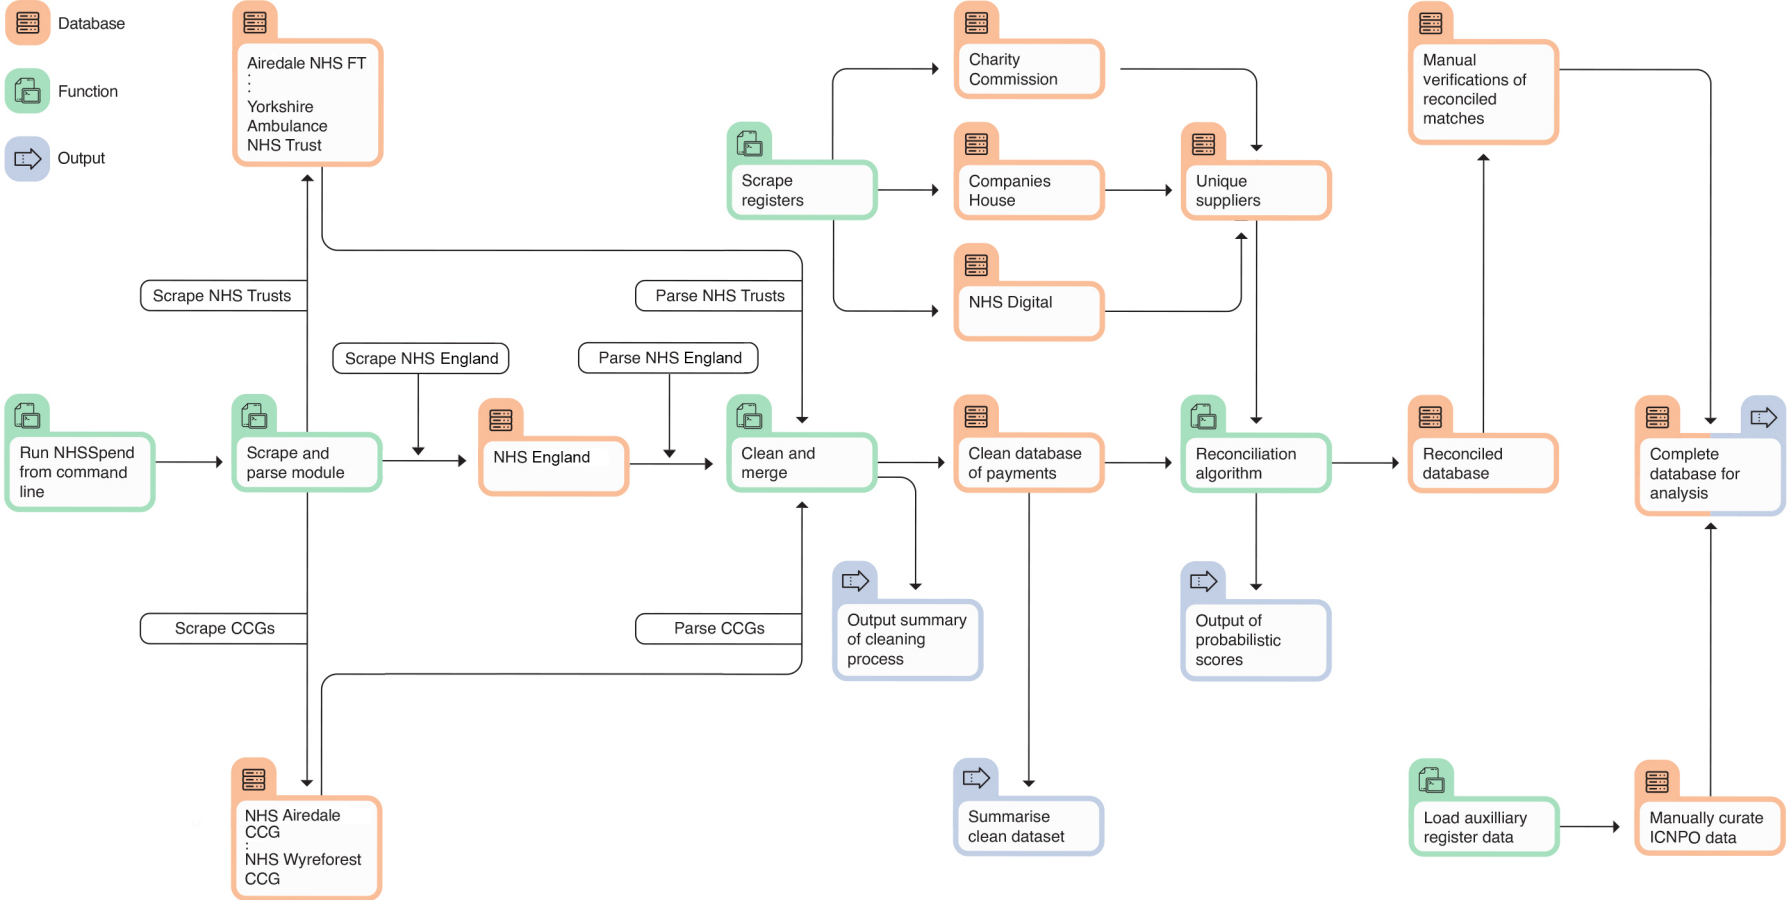 Database
Function
Output
Airedale NHS FT
:
:
Yorkshire
Ambulance
NHS Trust
Charity
Commission
Manual
verifications of
reconciled
matches
Scrape
registers
Companies
House
Unique
suppliers
NHS Digital
Scrape NHS Trusts
Parse NHS Trusts
Scrape NHS England
Parse NHS England
Run NHSSpend
from command
line
Scrape and
parse module
NHS England
Clean and
merge
Clean database
of payments
Reconciliation
algorithm
Reconciled
database
Complete
database for
analysis
Scrape CCGs
Parse CCGs
Output summary
of cleaning
process
Output of
probabilistic
scores
NHS Airedale
CCG
:
NHS Wyreforest
CCG
Summarise
clean dataset
Load auxilliary
register data
Manually curate
ICNPO data